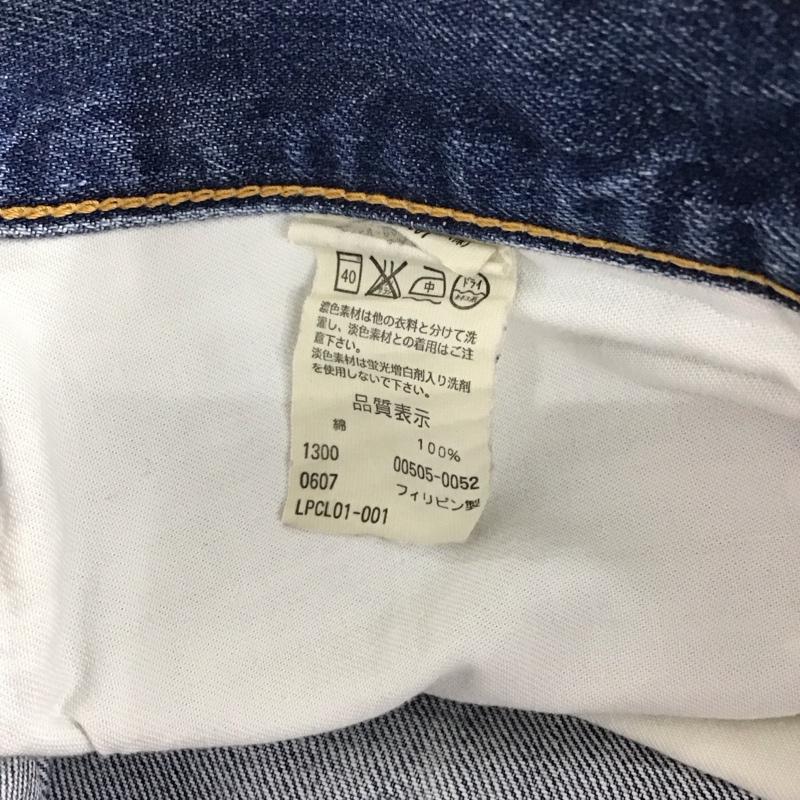 40 中 ドライ
濃色素材は他の衣料と分けて洗
濯し、淡色素材との着用はご注
意下さい。
淡色素材は蛍光増白剤入り洗剤
を使用しないで下さい。
品質表示
綿 100%
1300 00505-0052
0607 フィリピン製
LPCL01-001